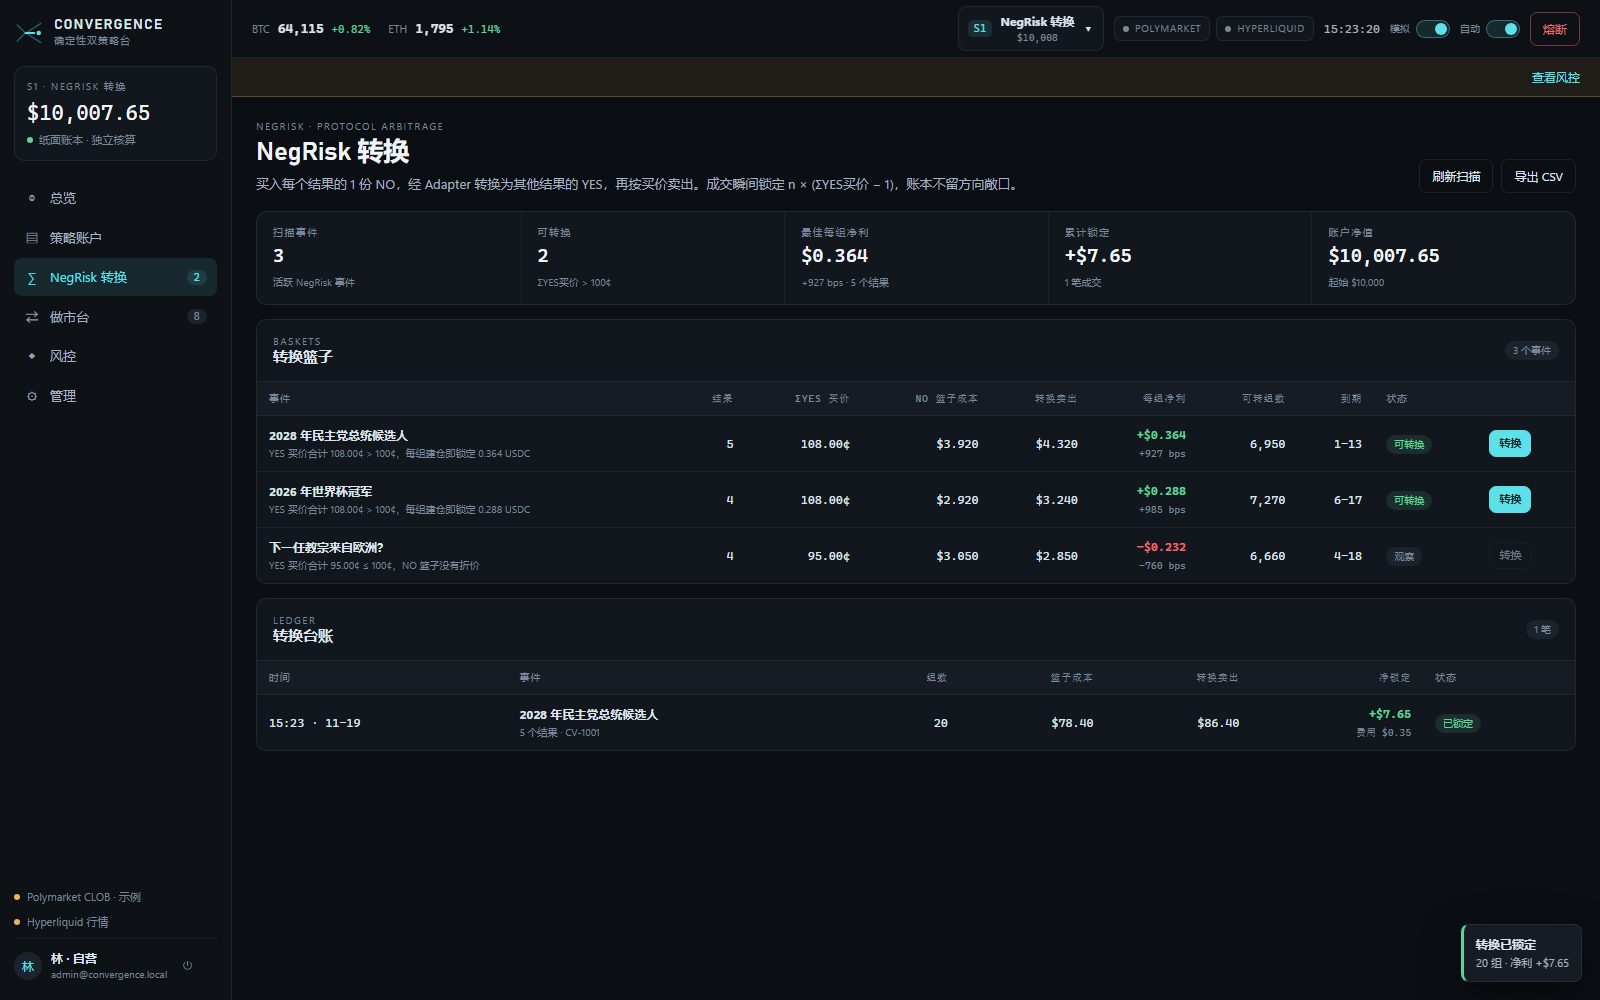 CONVERGENCE
确定性双策略台
BTC 64,115 +0.82% ETH 1,795 +1.14%
S1 NegRisk 转换 ▼
$10,008
POLYMARKET
HYPERLIQUID
15:23:20 模拟 自动 熔断
查看风控
S1 · NEGRISK 转换
$10,007.65
纸面账本 · 独立核算
总览
策略账户
∑ NegRisk 转换 2
做市台 8
风控
管理
NEGRISK · PROTOCOL ARBITRAGE
NegRisk 转换
买入每个结果的 1 份 NO，经 Adapter 转换为其他结果的 YES，再按买价卖出。成交瞬间锁定 n × (ΣYES买价 − 1)，账本不留方向敞口。
刷新扫描 导出 CSV
扫描事件
3
活跃 NegRisk 事件
可转换
2
ΣYES买价 > 100¢
最佳每组净利
$0.364
+927 bps · 5 个结果
累计锁定
+$7.65
1 笔成交
账户净值
$10,007.65
起始 $10,000
BASKETS
转换篮子
3 个事件
事件 结果 ΣYES 买价 NO 篮子成本 转换卖出 每组净利 可转组数 到期 状态
2028 年民主党总统候选人 5 108.00¢ $3.920 $4.320 +$0.364 6,950 1-13 可转换 转换
YES 买价合计 108.00¢ > 100¢，每组建仓即锁定 0.364 USDC +927 bps
2026 年世界杯冠军 4 108.00¢ $2.920 $3.240 +$0.288 7,270 6-17 可转换 转换
YES 买价合计 108.00¢ > 100¢，每组建仓即锁定 0.288 USDC +985 bps
下一任教宗来自欧洲? 4 95.00¢ $3.050 $2.850 −$0.232 6,660 4-18 观察 转换
YES 买价合计 95.00¢ ≤ 100¢，NO 篮子没有折价 −760 bps
LEDGER
转换台账
1 笔
时间 事件 组数 篮子成本 转换卖出 净锁定 状态
15:23 · 11-19 2028 年民主党总统候选人 20 $78.40 $86.40 +$7.65 已锁定
5 个结果 · CV-1001 费用 $0.35
Polymarket CLOB · 示例
Hyperliquid 行情
林 林 · 自营
admin@convergence.local
转换已锁定
20 组 · 净利 +$7.65